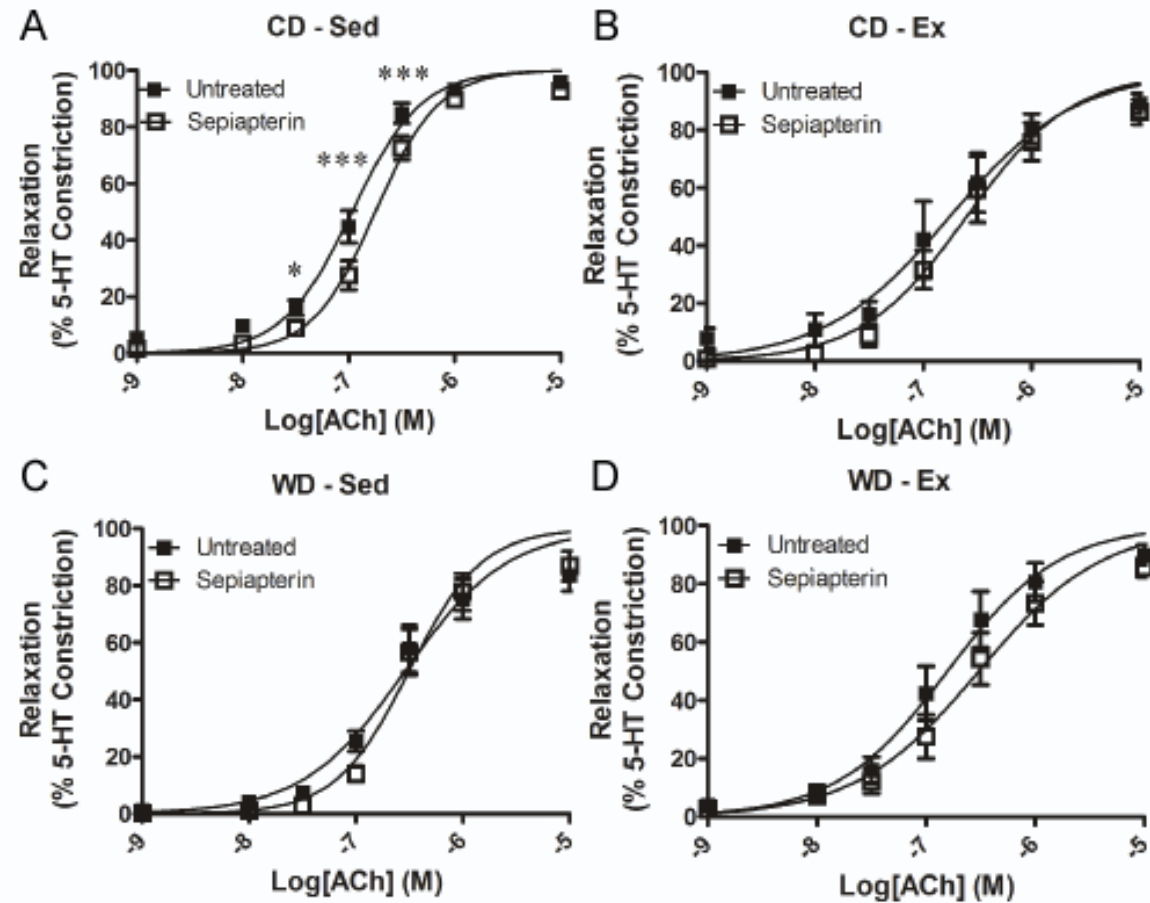 A
CD - Sed
Relaxation
(% 5-HT Constriction)
100
80
60
40
20
0
Untreated
Sepiapterin
*
***
***
-9
-8
-7
-6
-5
Log[ACh] (M)
B
CD - Ex
Relaxation
(% 5-HT Constriction)
100
80
60
40
20
0
Untreated
Sepiapterin
-9
-8
-7
-6
-5
Log[ACh] (M)
C
WD - Sed
Relaxation
(% 5-HT Constriction)
100
80
60
40
20
0
Untreated
Sepiapterin
-9
-8
-7
-6
-5
Log[ACh] (M)
D
WD - Ex
Relaxation
(% 5-HT Constriction)
100
80
60
40
20
0
Untreated
Sepiapterin
-9
-8
-7
-6
-5
Log[ACh] (M)